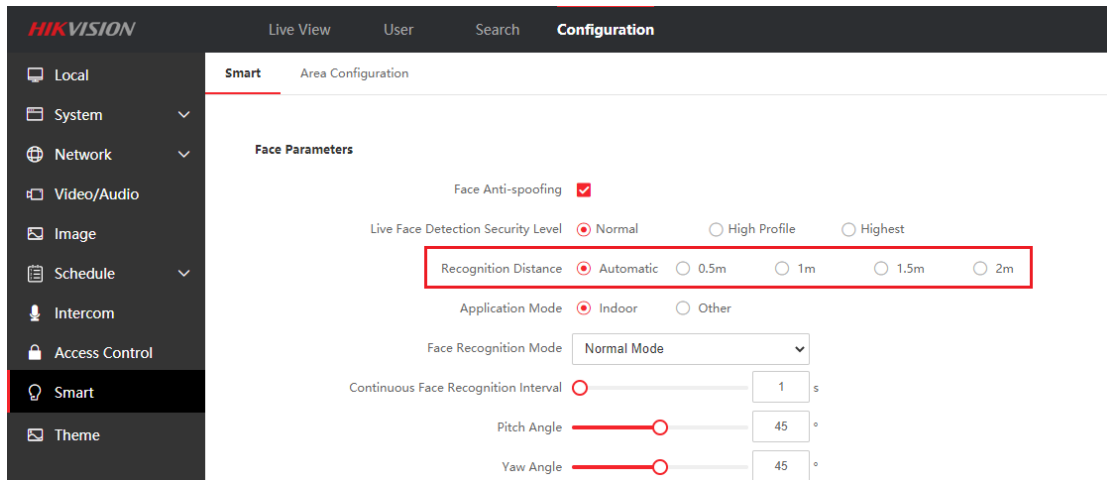 HIKVISION Live View User Search Configuration
Local
System
Network
Video/Audio
Image
Schedule
Intercom
Access Control
Smart
Theme
Smart Area Configuration
Face Parameters
Face Anti-spoofing
Live Face Detection Security Level Normal High Profile Highest
Recognition Distance Automatic 0.5m 1m 1.5m 2m
Application Mode Indoor Other
Face Recognition Mode Normal Mode
Continuous Face Recognition Interval 1 s
Pitch Angle 45 °
Yaw Angle 45 °